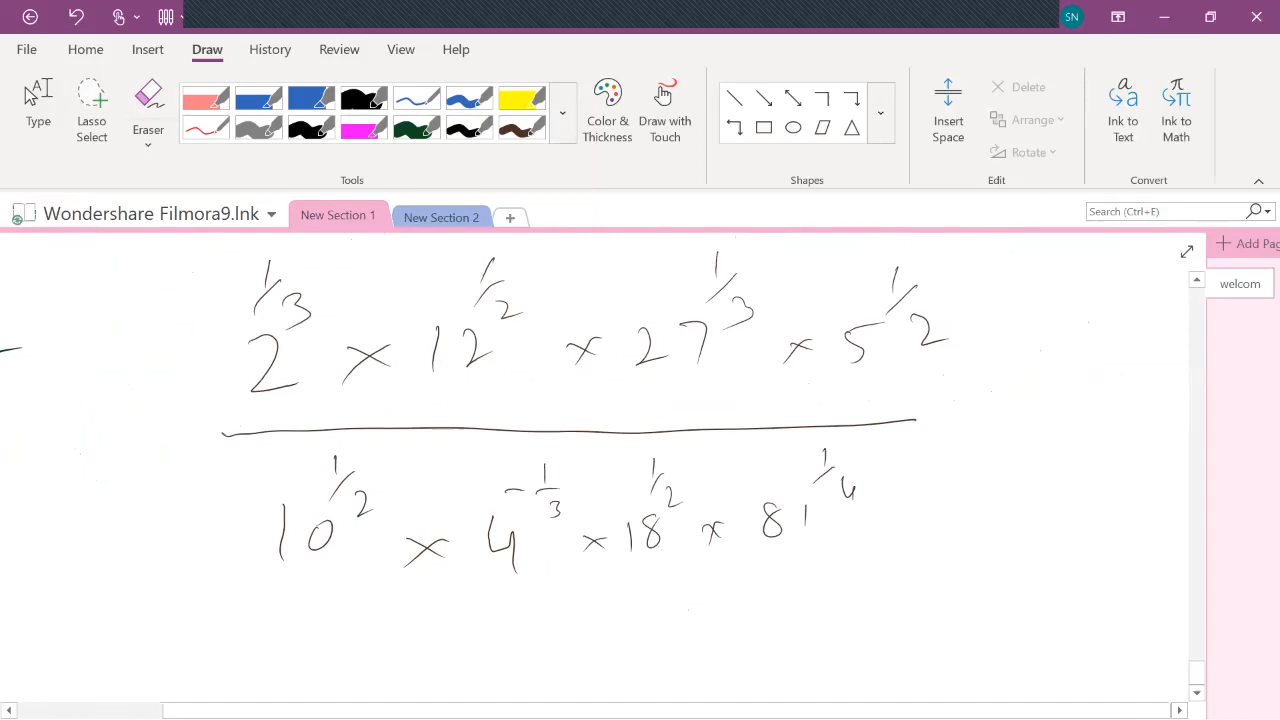 SN
File Home Insert Draw History Review View Help
Type Lasso Select Eraser Color & Thickness Draw with Touch Insert Space Delete Arrange Rotate Ink to Text Ink to Math
Tools Shapes Edit Convert
Wondershare Filmora9.lnk New Section 1 New Section 2 + Search (Ctrl+E)
+ Add Pag
welcom
2^{1/3} × 12^{1/2} × 27^{1/3} × 5^{1/2}
10^{1/2} × 4^{-1/3} × 18^{1/2} × 81^{1/4}